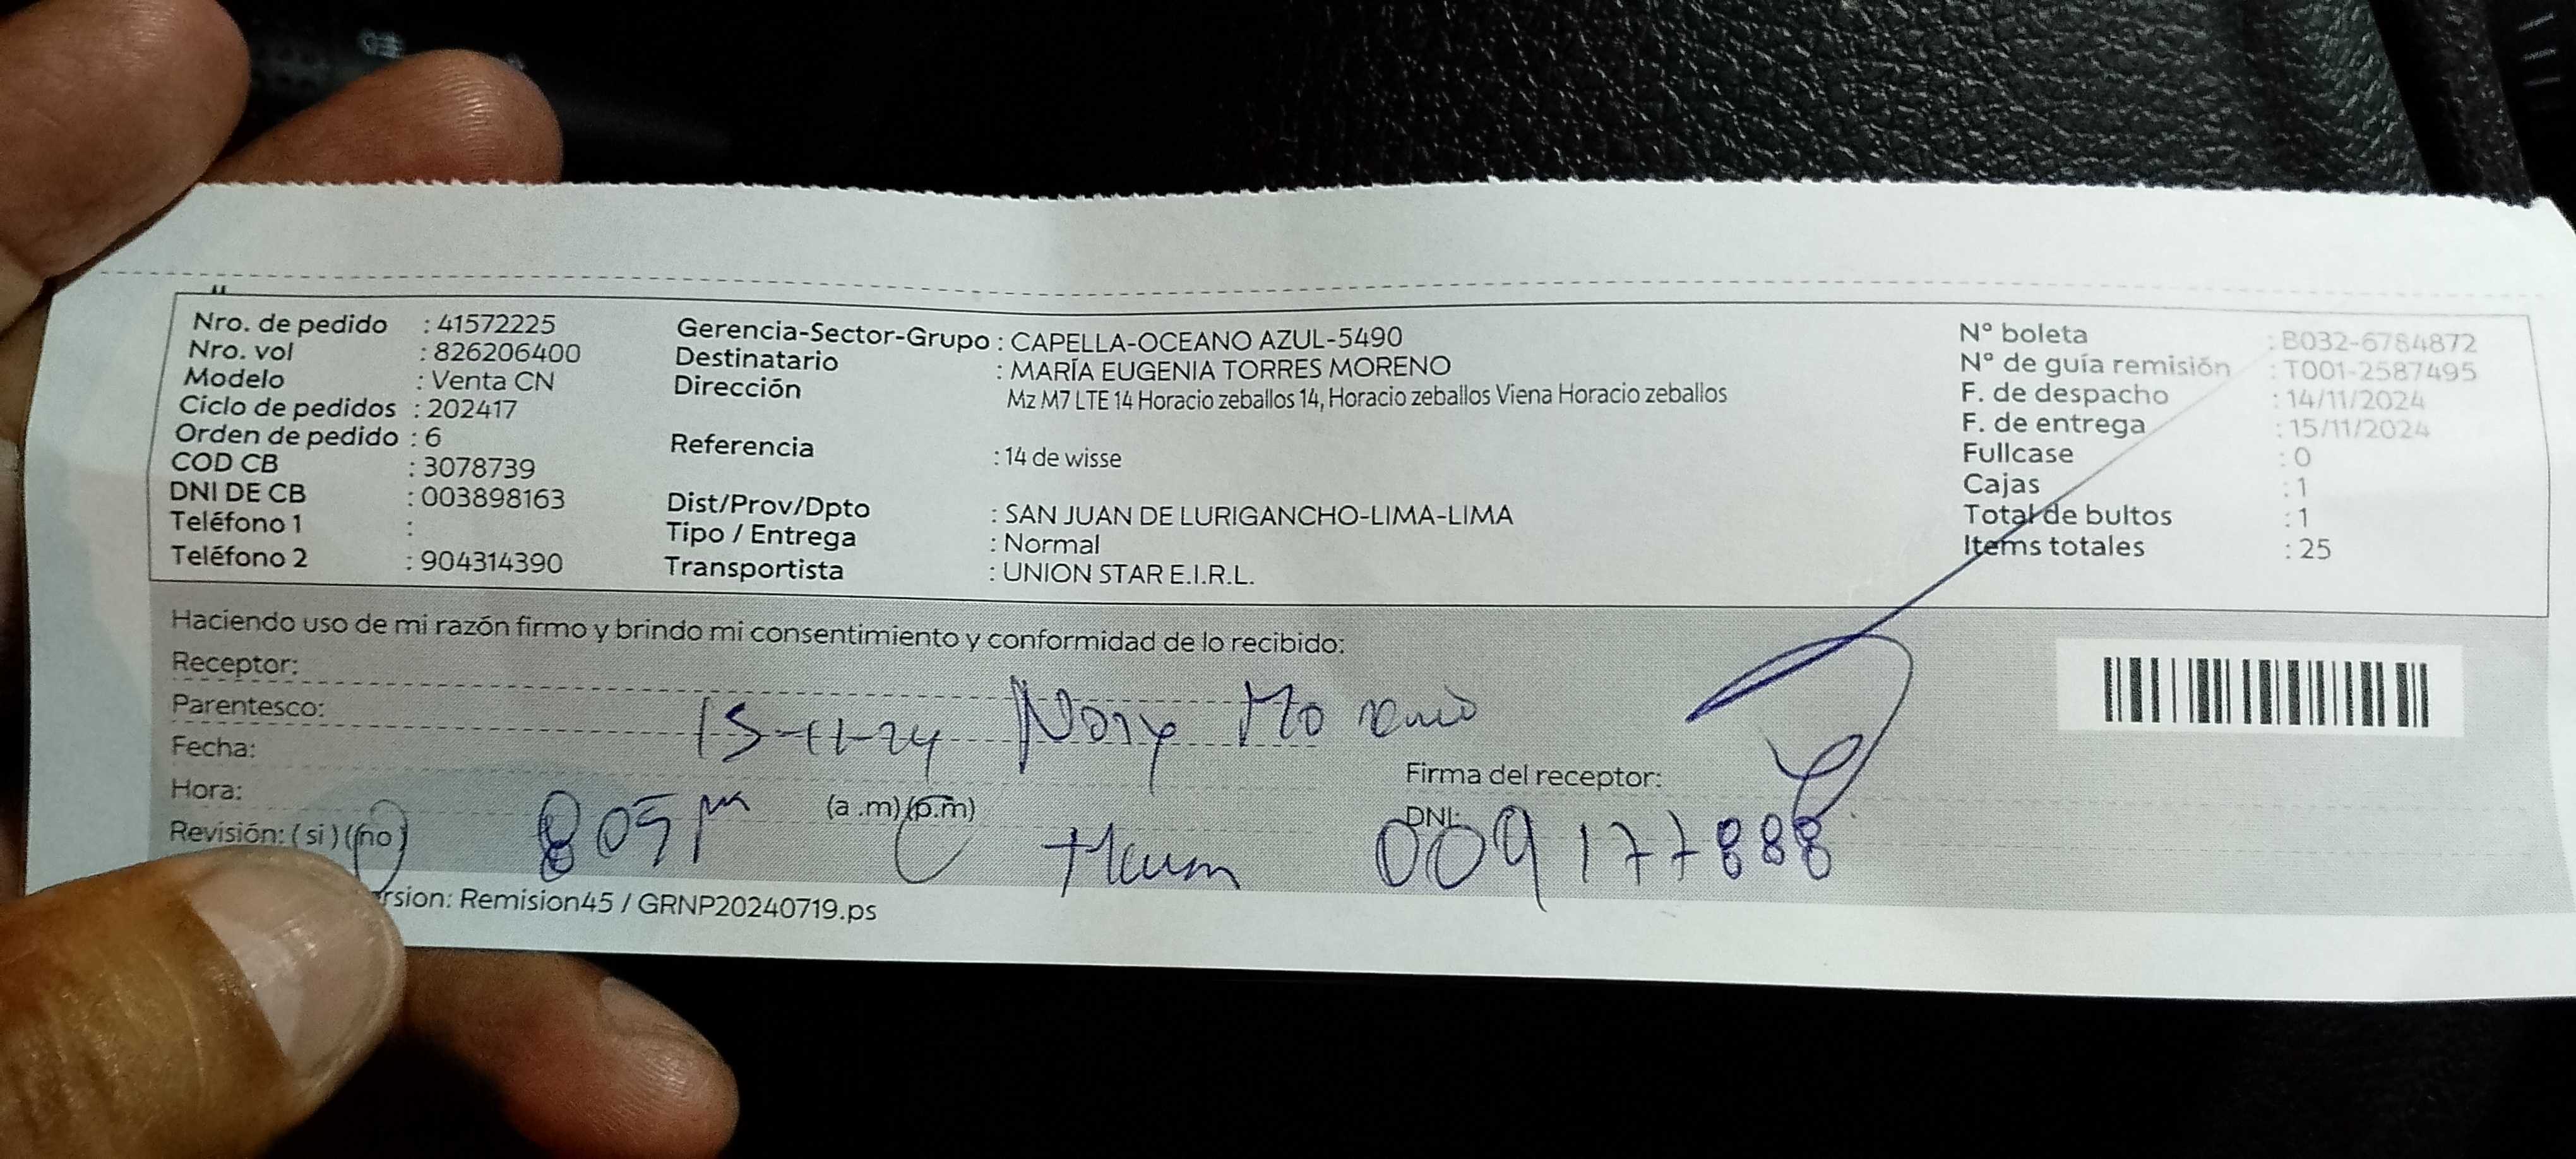 Nro. de pedido : 41572225
Nro. vol : 826206400
Modelo : Venta CN
Ciclo de pedidos : 202417
Orden de pedido : 6
COD CB : 3078739
DNI DE CB : 003898163
Teléfono 1 :
Teléfono 2 : 904314390
Gerencia-Sector-Grupo : CAPELLA-OCEANO AZUL-5490
Destinatario : MARÍA EUGENIA TORRES MORENO
Dirección Mz M7 LTE 14 Horacio zeballos 14, Horacio zeballos Viena Horacio zeballos
Referencia : 14 de wisse
Dist/Prov/Dpto : SAN JUAN DE LURIGANCHO-LIMA-LIMA
Tipo / Entrega : Normal
Transportista : UNION STAR E.I.R.L.
N° boleta : B032-6784872
N° de guía remisión : T001-2587495
F. de despacho : 14/11/2024
F. de entrega : 15/11/2024
Fullcase : 0
Cajas : 1
Total de bultos : 1
Items totales : 25
Haciendo uso de mi razón firmo y brindo mi consentimiento y conformidad de lo recibido:
Receptor:
Parentesco:
15-11-24 Nory Moreno
Fecha:
Firma del receptor:
Hora: 805 pm (a .m) (p.m)
DNI: 009177888
Revisión: ( si ) ( no )
rsion: Remision45 / GRNP20240719.ps